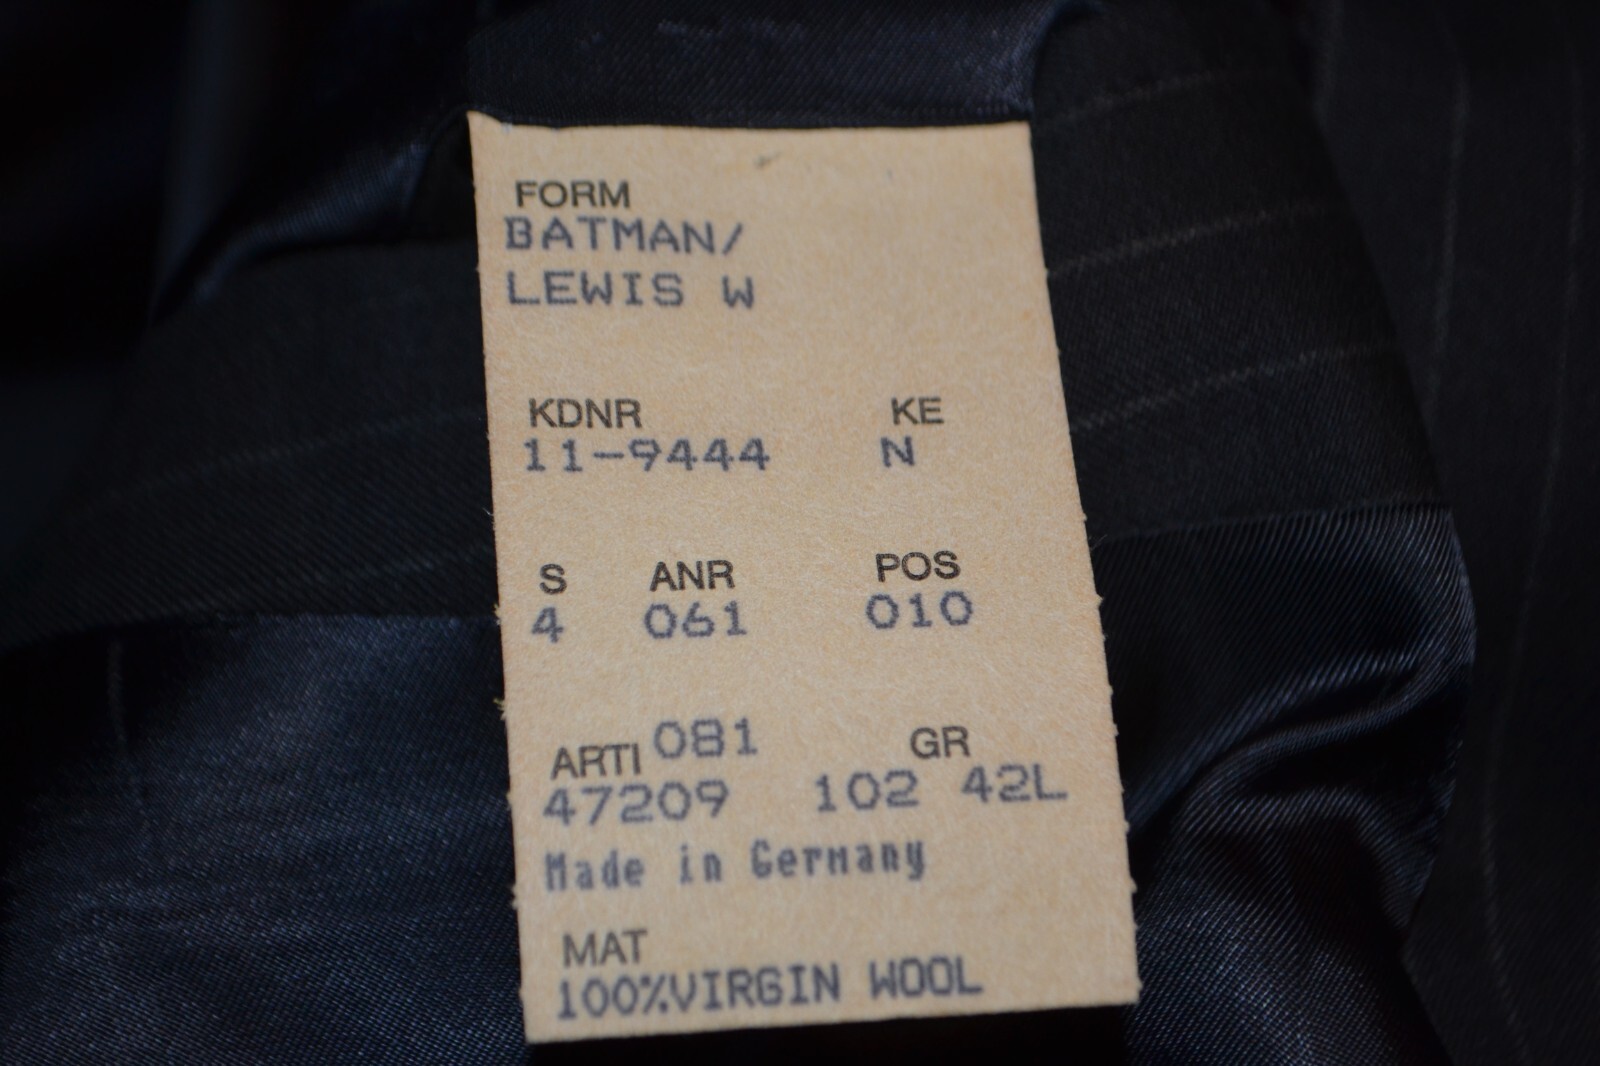 FORM
BATMAN/
LEWIS W
KDNR KE
11-9444 N
S ANR POS
4 061 010
ARTI 081 GR
47209 102 42L
Made in Germany
MAT
100%VIRGIN WOOL